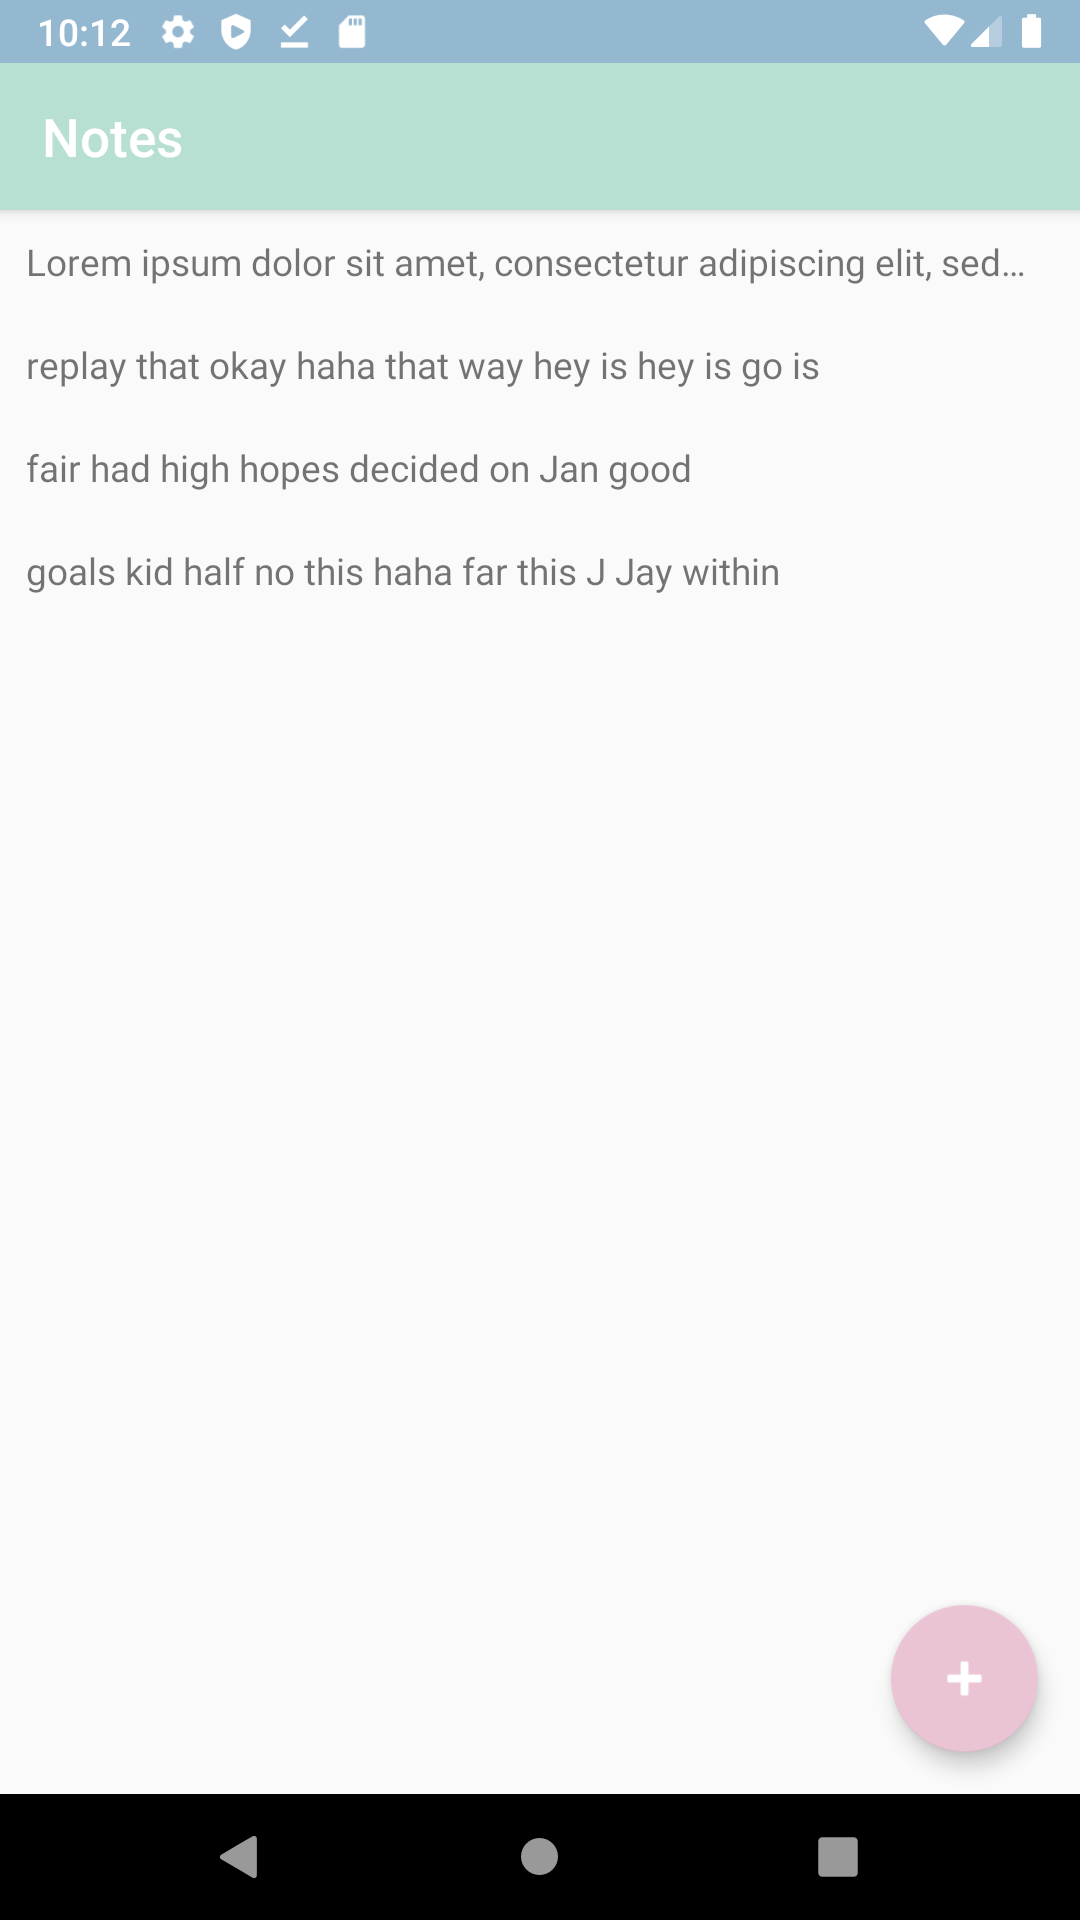 10:12
Notes
Lorem ipsum dolor sit amet, consectetur adipiscing elit, sed…
replay that okay haha that way hey is hey is go is
fair had high hopes decided on Jan good
goals kid half no this haha far this J Jay within